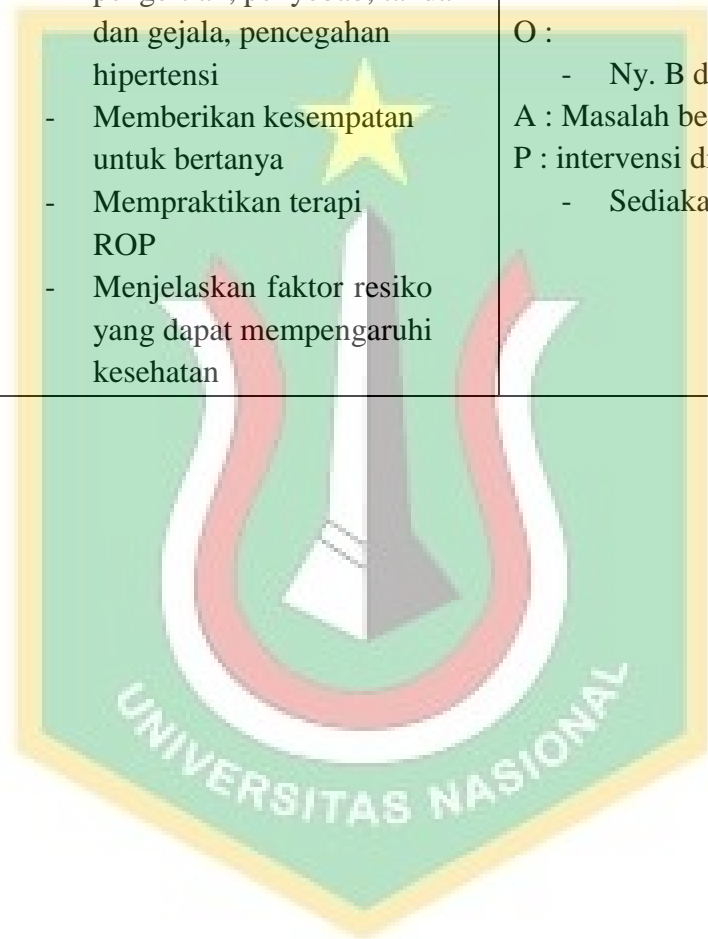 dan gejala, pencegahan
hipertensi
- Memberikan kesempatan
untuk bertanya
- Mempraktikan terapi
ROP
- Menjelaskan faktor resiko
yang dapat mempengaruhi
kesehatan
O :
- Ny. B
A : Masalah
P : intervensi
-
UNIVERSITAS NASIONAL